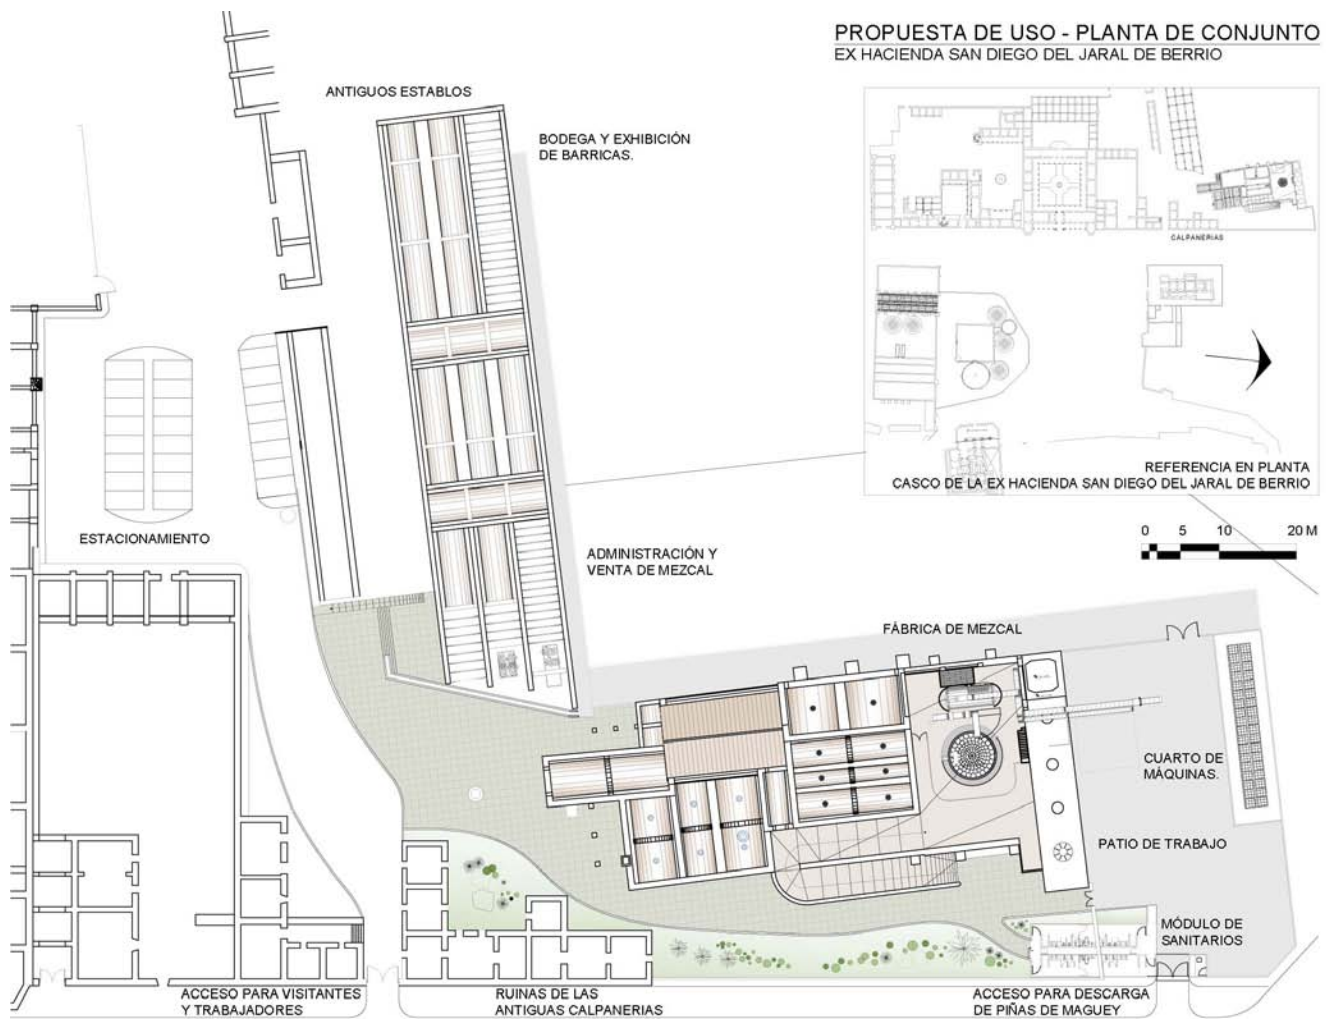 PROPUESTA DE USO - PLANTA DE CONJUNTO
EX HACIENDA SAN DIEGO DEL JARAL DE BERRIO
ANTIGUOS ESTABLOS
BODEGA Y EXHIBICIÓN
DE BARRICAS.
CALPANERIAS
REFERENCIA EN PLANTA
CASCO DE LA EX HACIENDA SAN DIEGO DEL JARAL DE BERRIO
0 5 10 20 M
ESTACIONAMIENTO
ADMINISTRACIÓN Y
VENTA DE MEZCAL
FÁBRICA DE MEZCAL
CUARTO DE
MÁQUINAS.
PATIO DE TRABAJO
MÓDULO DE
SANITARIOS
ACCESO PARA VISITANTES
Y TRABAJADORES
RUINAS DE LAS
ANTIGUAS CALPANERIAS
ACCESO PARA DESCARGA
DE PIÑAS DE MAGUEY